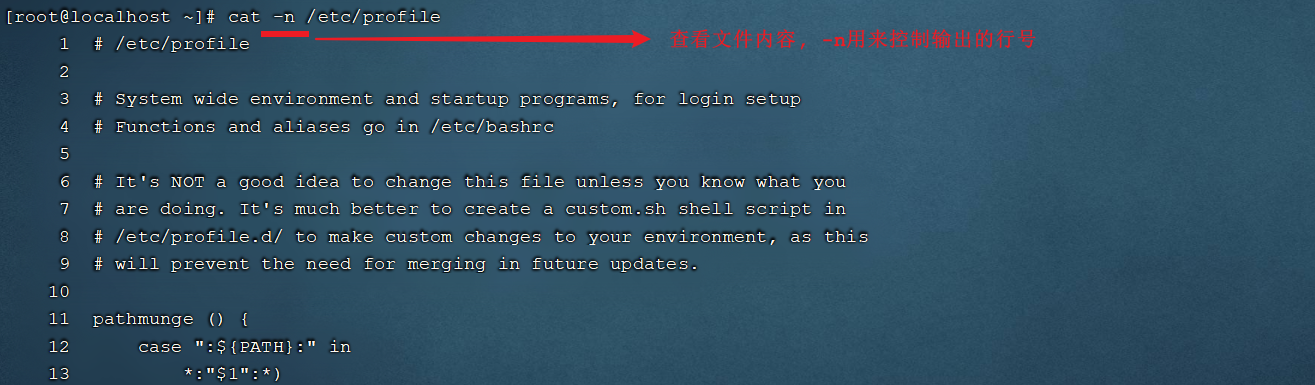 [root@localhost ~]# cat -n /etc/profile
1 # /etc/profile
查看文件内容，-n用来控制输出的行号
2
3 # System wide environment and startup programs, for login setup
4 # Functions and aliases go in /etc/bashrc
5
6 # It's NOT a good idea to change this file unless you know what you
7 # are doing. It's much better to create a custom.sh shell script in
8 # /etc/profile.d/ to make custom changes to your environment, as this
9 # will prevent the need for merging in future updates.
10
11 pathmunge () {
12     case ":${PATH}:" in
13         *:"$1":*)